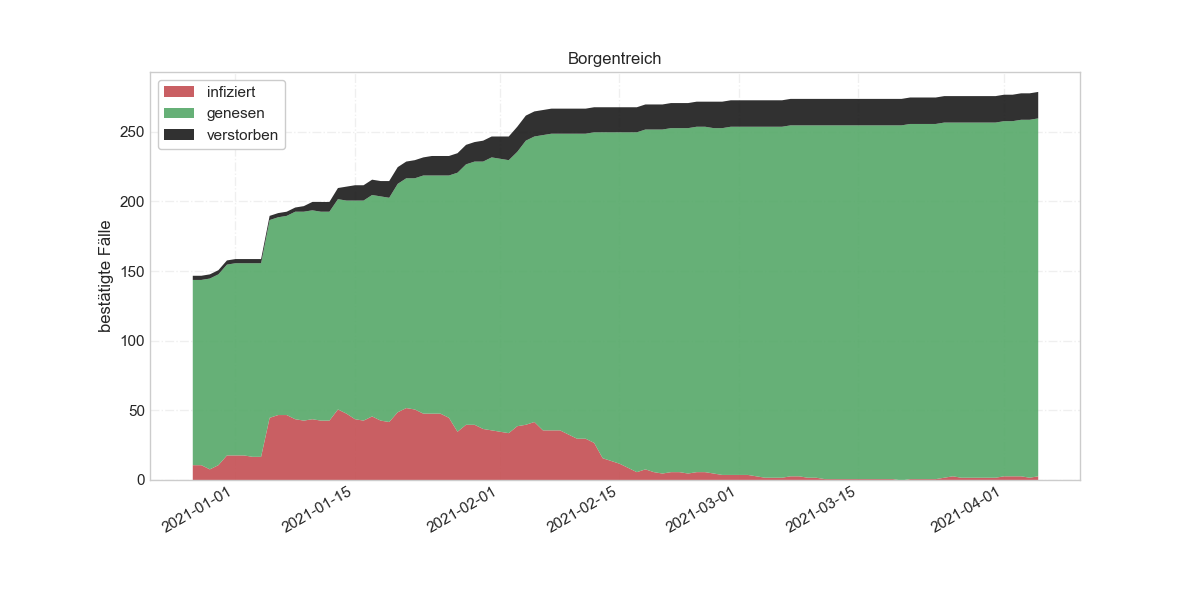 Borgentreich
infiziert
genesen
verstorben
bestätigte Fälle
250
200
150
100
50
0
2021-01-01
2021-01-15
2021-02-01
2021-02-15
2021-03-01
2021-03-15
2021-04-01